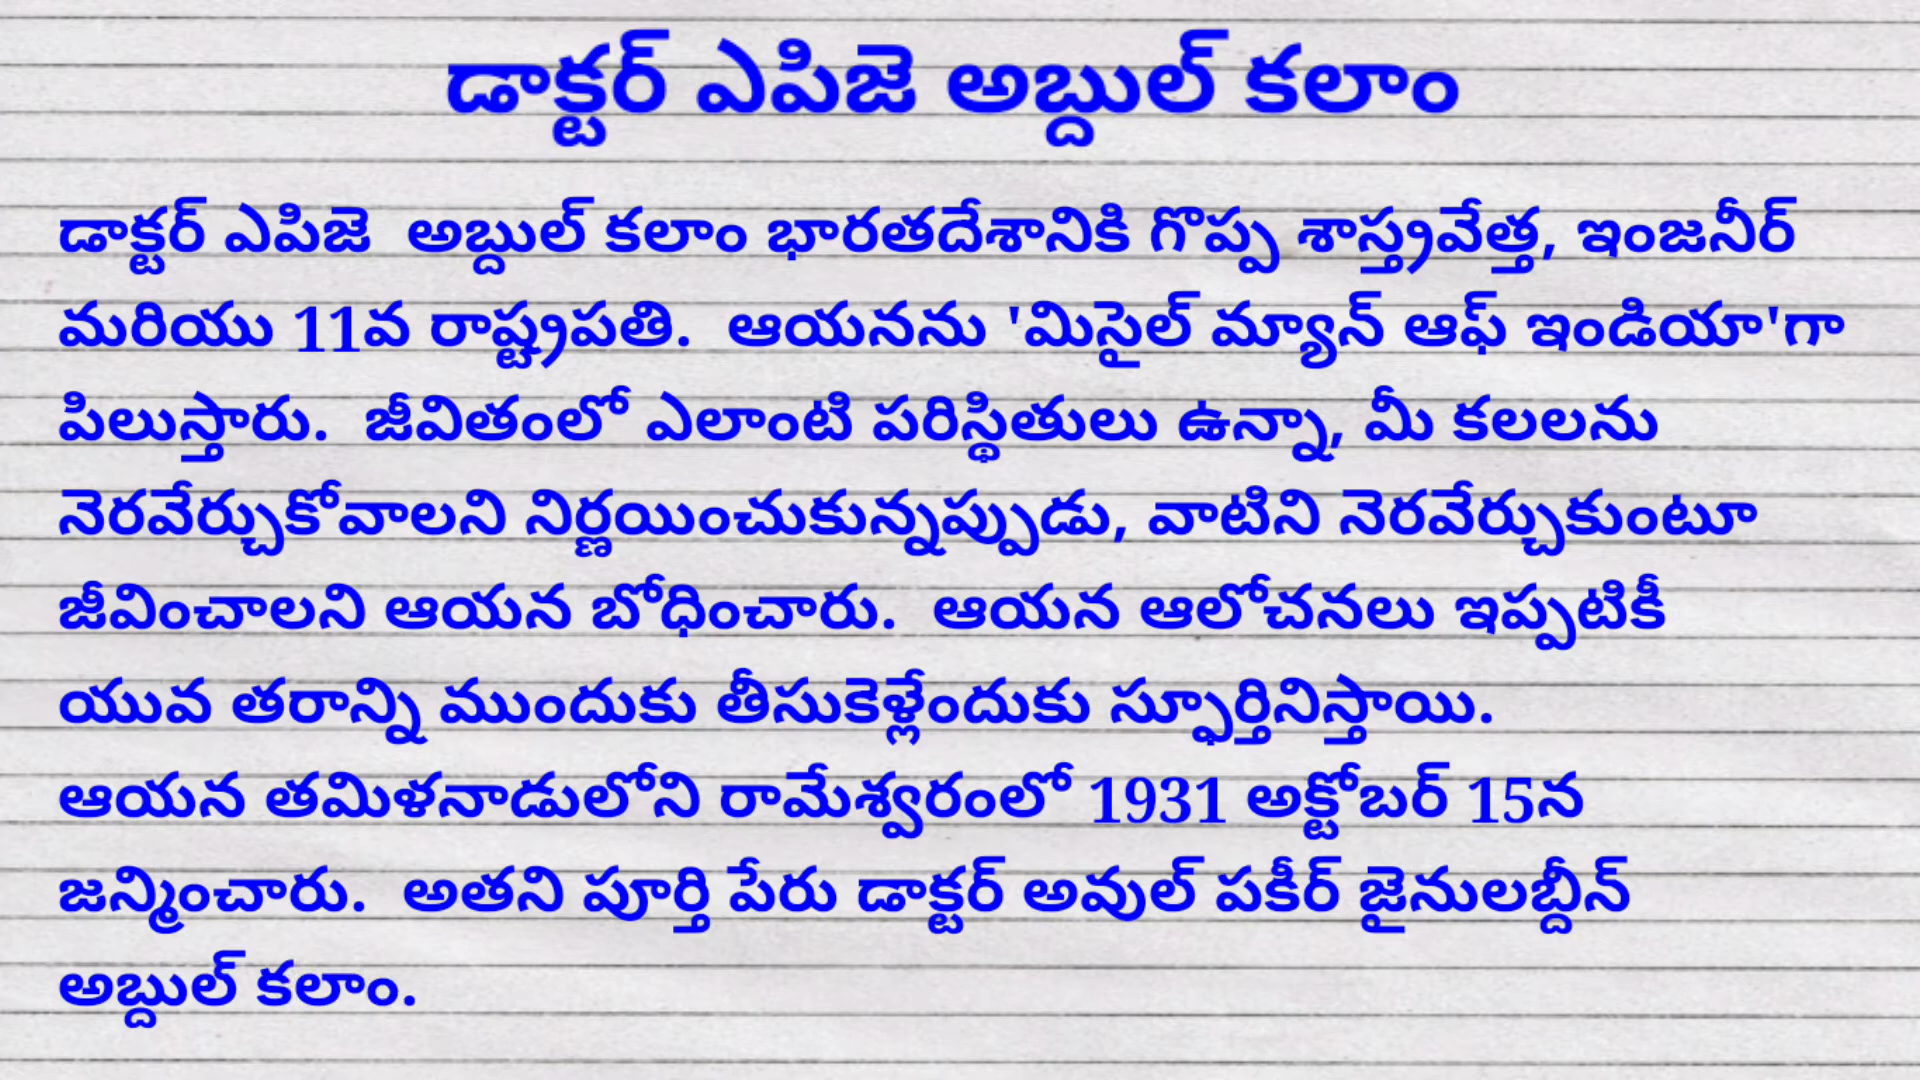 డాక్టర్ ఎపిజె అబ్దుల్ కలాం
డాక్టర్ ఎపిజె అబ్దుల్ కలాం భారతదేశానికి గొప్ప శాస్త్రవేత్త, ఇంజనీర్
మరియు 11వ రాష్ట్రపతి. ఆయనను 'మిసైల్ మ్యాన్ ఆఫ్ ఇండియా'గా
పిలుస్తారు. జీవితంలో ఎలాంటి పరిస్థితులు ఉన్నా, మీ కలలను
నెరవేర్చుకోవాలని నిర్ణయించుకున్నప్పుడు, వాటిని నెరవేర్చుకుంటూ
జీవించాలని ఆయన బోధించారు. ఆయన ఆలోచనలు ఇప్పటికీ
యువ తరాన్ని ముందుకు తీసుకెళ్లేందుకు స్ఫూర్తినిస్తాయి.
ఆయన తమిళనాడులోని రామేశ్వరంలో 1931 అక్టోబర్ 15న
జన్మించారు. అతని పూర్తి పేరు డాక్టర్ అవుల్ పకీర్ జైనులబ్దీన్
అబ్దుల్ కలాం.